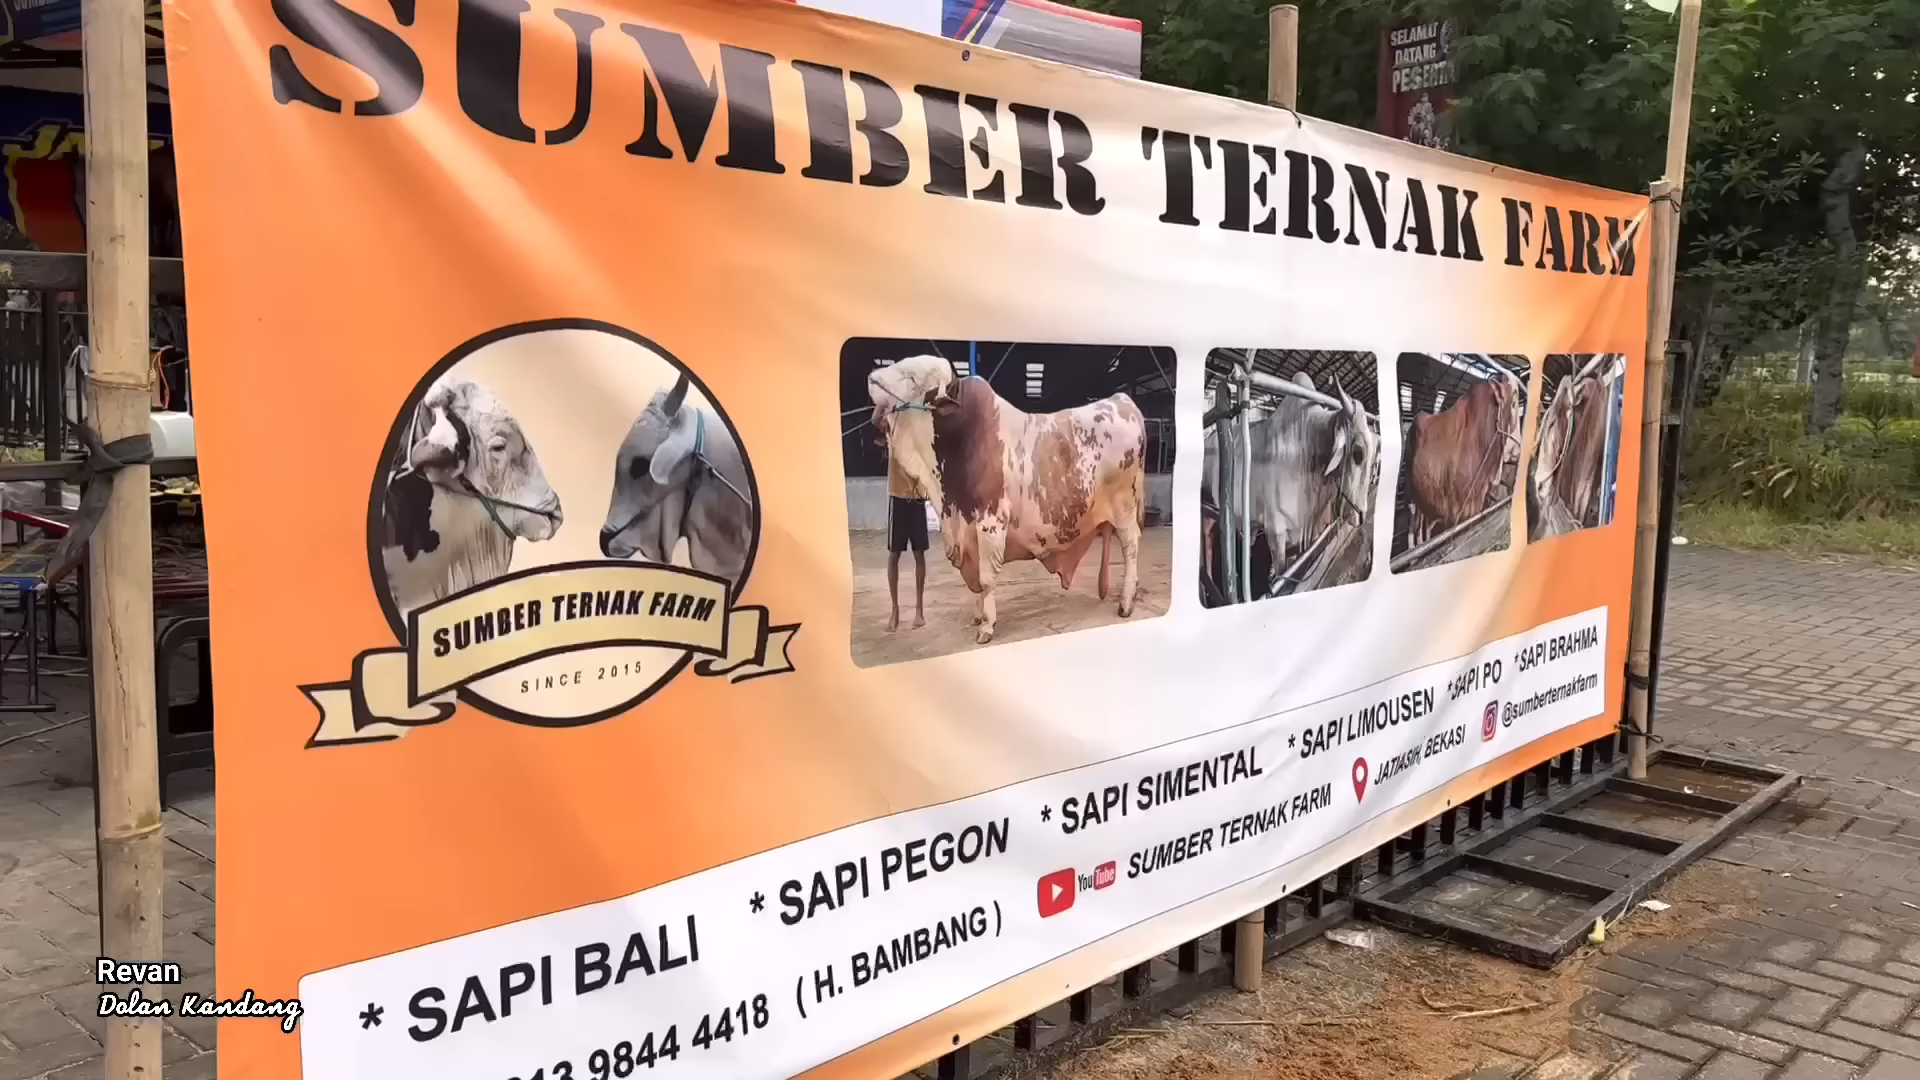 SUMBER TERNAK FARM
SELAMAT
DATANG
PESERTA
SUMBER TERNAK FARM
SINCE 2015
* SAPI BALI * SAPI PEGON * SAPI SIMENTAL * SAPI LIMOUSEN *SAPI PO *SAPI BRAHMA
9844 4418 ( H. BAMBANG ) YouTube SUMBER TERNAK FARM JATIASIH, BEKASI @sumberternakfarm
Revan
Dolan Kandang